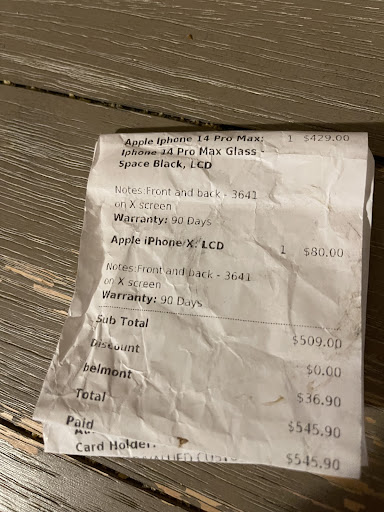 Apple Iphone 14 Pro Max: 1 $429.00
Iphone 14 Pro Max Glass -
Space Black, LCD
Notes:Front and back - 3641
on X screen
Warranty: 90 Days
Apple iPhone X: LCD 1 $80.00
Notes:Front and back - 3641
on X screen
Warranty: 90 Days
Sub Total $509.00
Discount $0.00
belmont $36.90
Total $545.90
Paid $545.90
Card Holder: